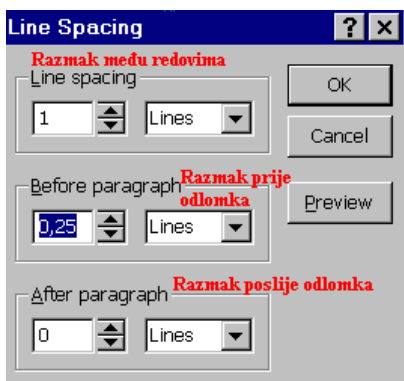 Line Spacing ? ×
Razmak među redovima
Line spacing
OK
1 Lines
Cancel
Before paragraph Razmak prije
odlomka
Preview
0,25 Lines
After paragraph Razmak poslije odlomka
0 Lines